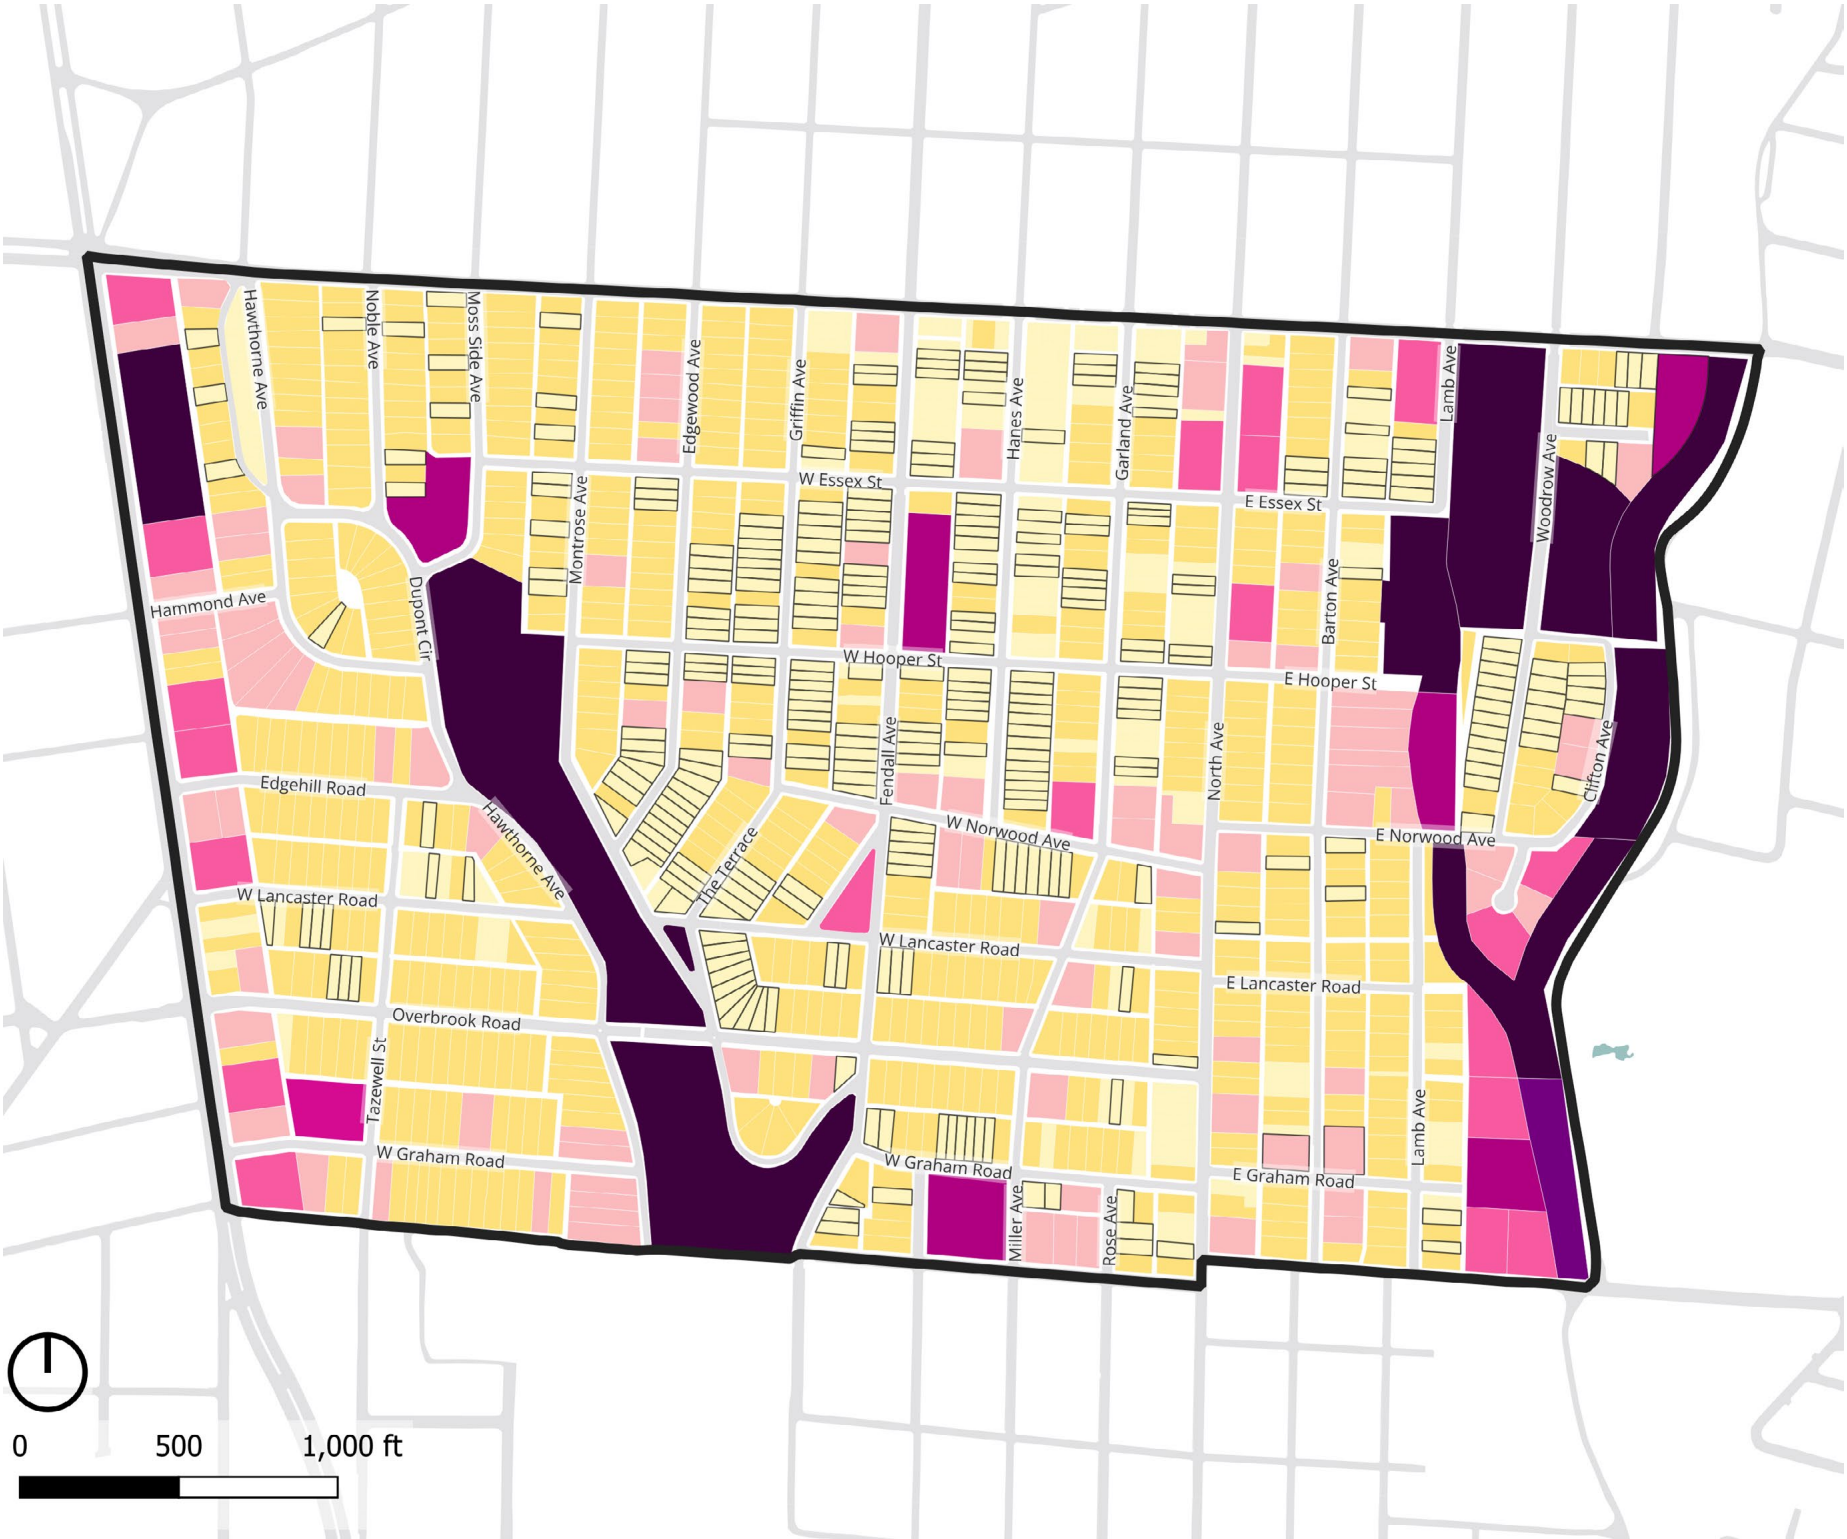 Hawthorne Ave
Noble Ave
Moss Side Ave
Edgewood Ave
Griffin Ave
Hanes Ave
Garland Ave
Lamb Ave
Woodrow Ave
W Essex St
E Essex St
Montrose Ave
Dupont Cir
Hammond Ave
Barton Ave
W Hooper St
E Hooper St
Fendall Ave
North Ave
Clifton Ave
Edgehill Road
Hawthorne Ave
The Terrace
W Norwood Ave
E Norwood Ave
W Lancaster Road
W Lancaster Road
E Lancaster Road
Overbrook Road
Tazewell St
Lamb Ave
W Graham Road
W Graham Road
E Graham Road
Miller Ave
Rose Ave
0 500 1,000 ft